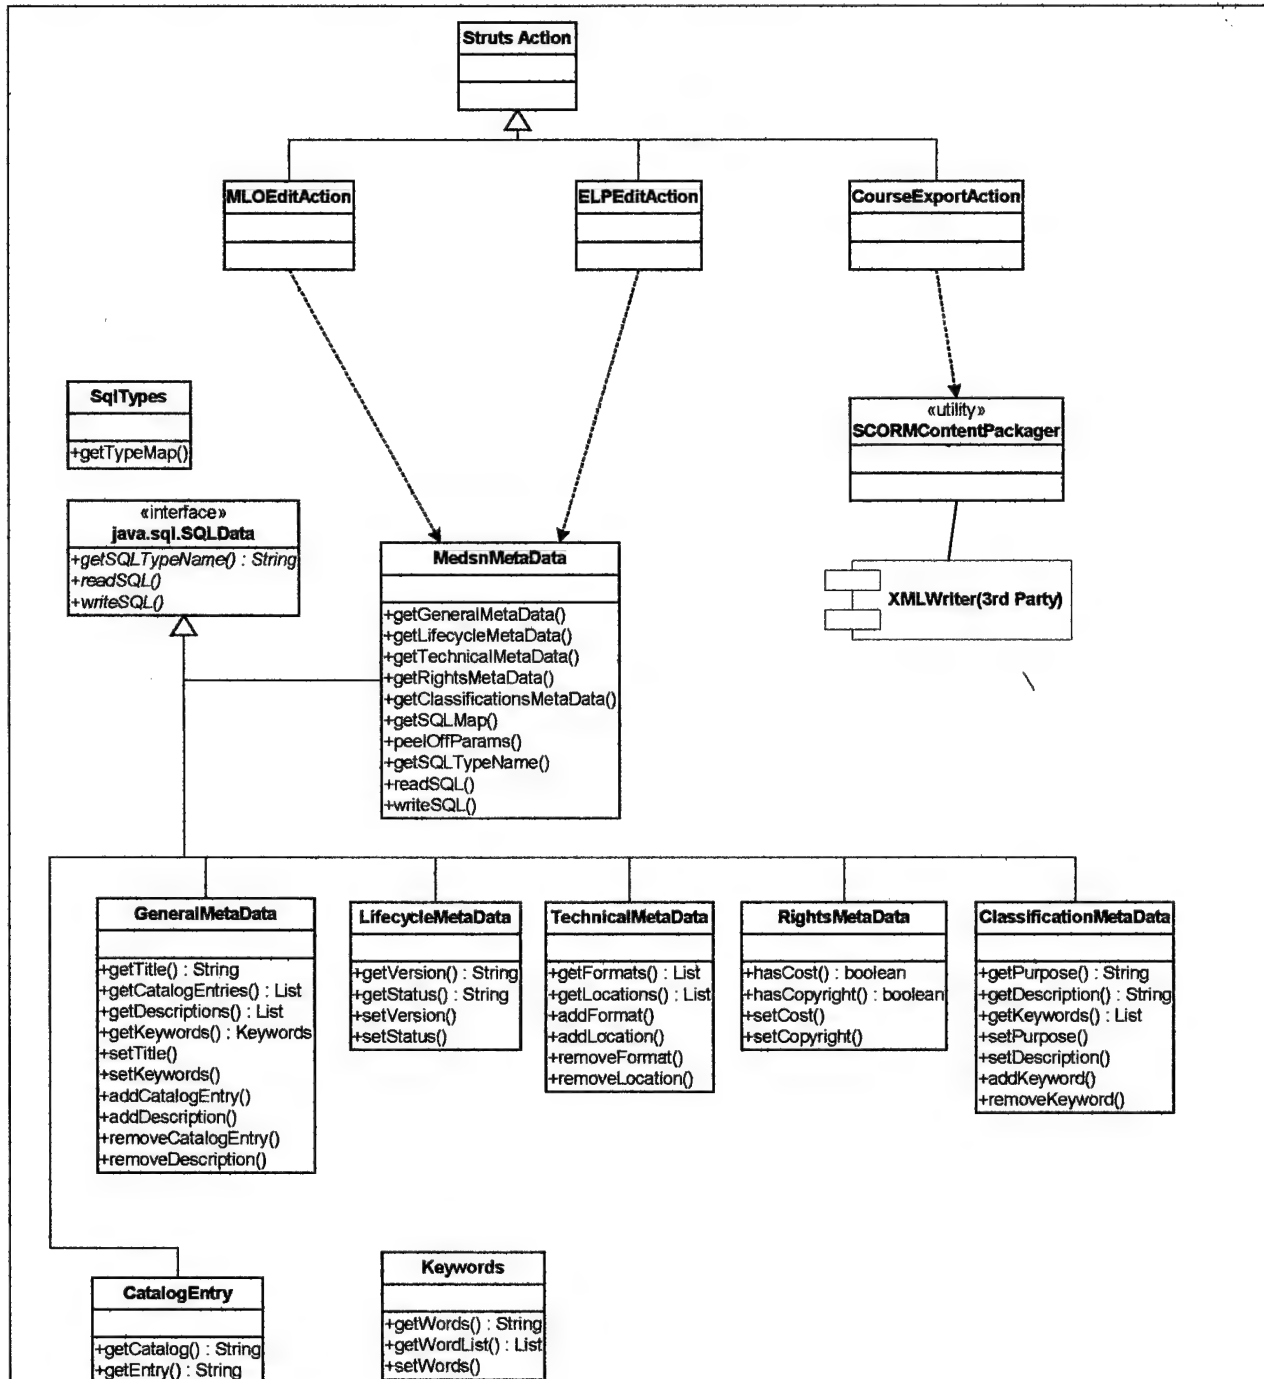 Struts Action
MLOEditAction
ELPEditAction
CourseExportAction
SqlTypes
+getTypeMap()
«utility»
SCORMContentPackager
«interface»
java.sql.SQLData
+getSQLTypeName() : String
+readSQL()
+writeSQL()
MedsnMetaData
+getGeneralMetaData()
+getLifecycleMetaData()
+getTechnicalMetaData()
+getRightsMetaData()
+getClassificationsMetaData()
+getSQLMap()
+peelOffParams()
+getSQLTypeName()
+readSQL()
+writeSQL()
XMLWriter(3rd Party)
GeneralMetaData
+getTitle() : String
+getCatalogEntries() : List
+getDescriptions() : List
+getKeywords() : Keywords
+setTitle()
+setKeywords()
+addCatalogEntry()
+addDescription()
+removeCatalogEntry()
+removeDescription()
LifecycleMetaData
+getVersion() : String
+getStatus() : String
+setVersion()
+setStatus()
TechnicalMetaData
+getFormats() : List
+getLocations() : List
+addFormat()
+addLocation()
+removeFormat()
+removeLocation()
RightsMetaData
+hasCost() : boolean
+hasCopyright() : boolean
+setCost()
+setCopyright()
ClassificationMetaData
+getPurpose() : String
+getDescription() : String
+getKeywords() : List
+setPurpose()
+setDescription()
+addKeyword()
+removeKeyword()
CatalogEntry
+getCatalog() : String
+getEntry() : String
Keywords
+getWords() : String
+getWordList() : List
+setWords()